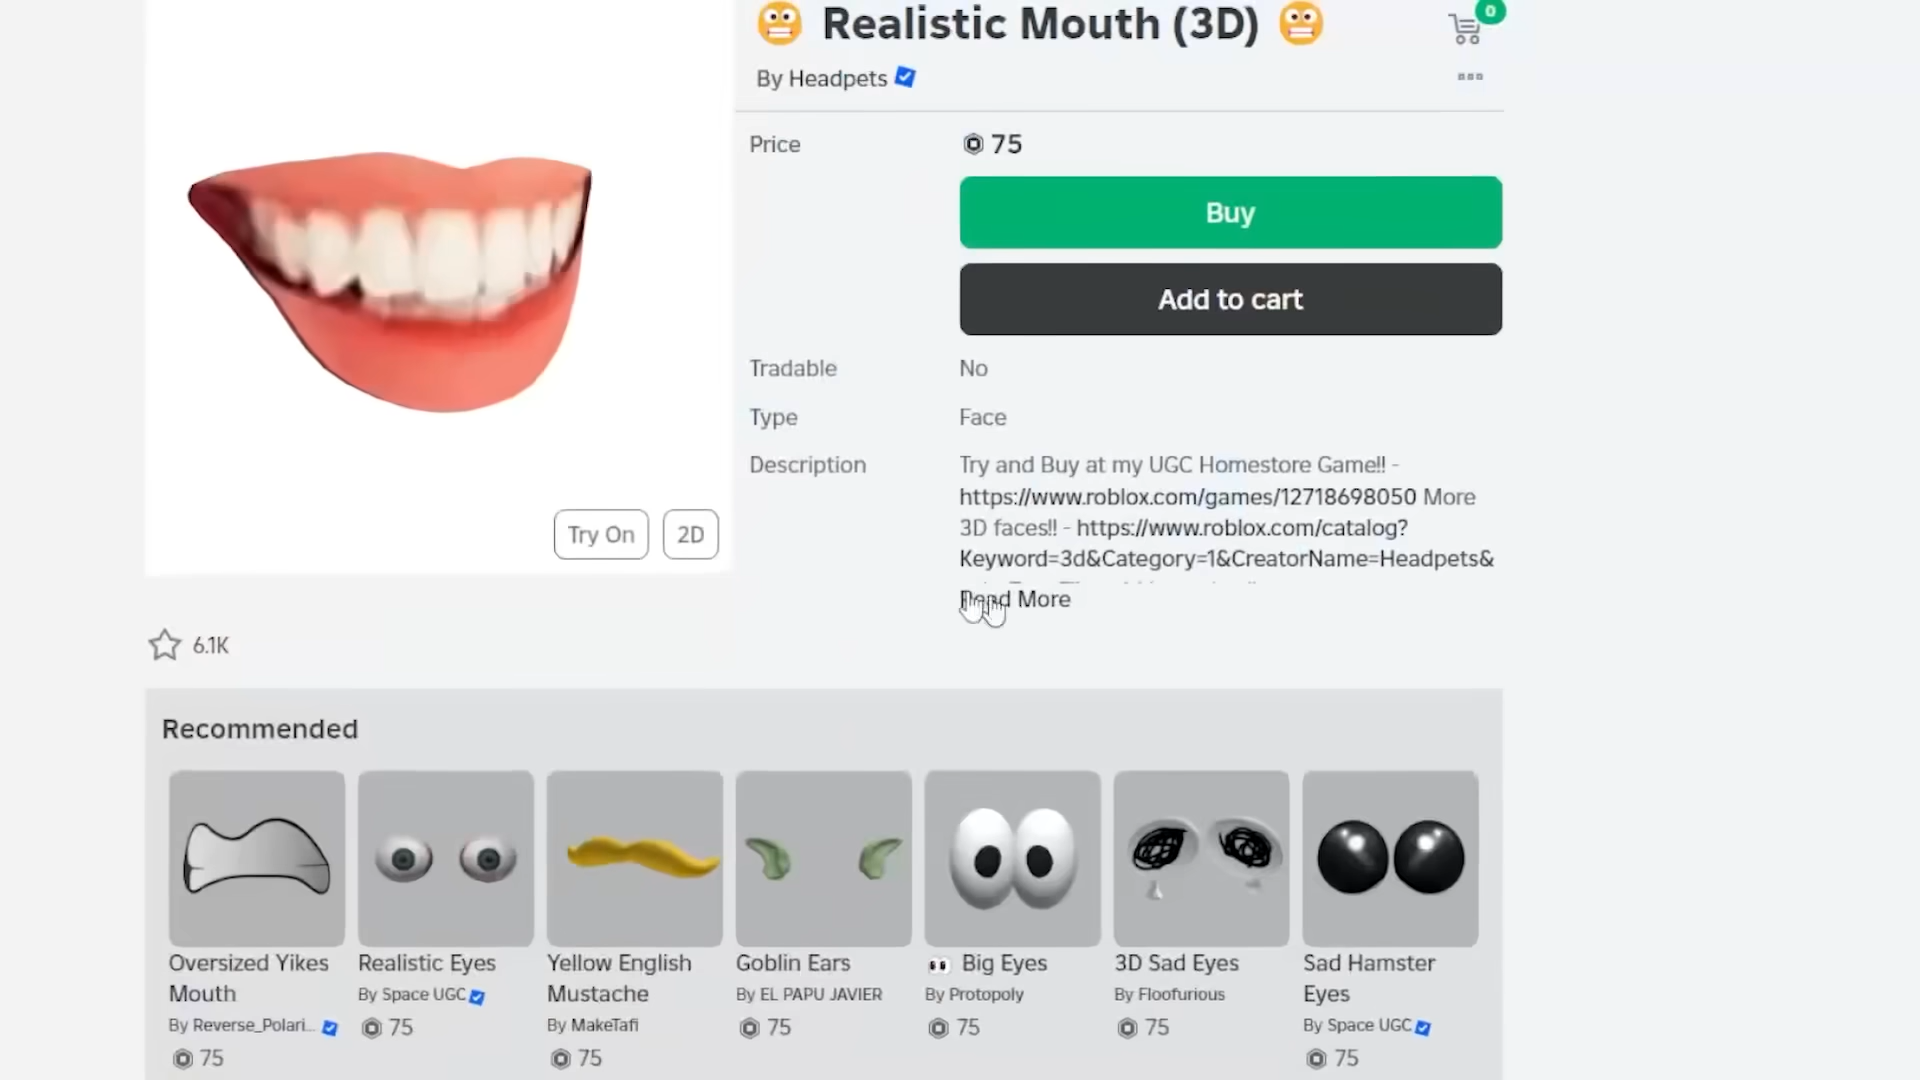 Realistic Mouth (3D)
0
By Headpets
Price
75
Buy
Add to cart
Tradable
No
Type
Face
Description
Try and Buy at my UGC Homestore Game!! -
https://www.roblox.com/games/12718698050 More
3D faces!! - https://www.roblox.com/catalog?
Keyword=3d&Category=1&CreatorName=Headpets&
Read More
Try On
2D
6.1K
Recommended
Oversized Yikes
Mouth
By Reverse_Polari...
75
Realistic Eyes
By Space UGC
75
Yellow English
Mustache
By MakeTafi
75
Goblin Ears
By EL PAPU JAVIER
75
Big Eyes
By Protopoly
75
3D Sad Eyes
By Floofurious
75
Sad Hamster
Eyes
By Space UGC
75